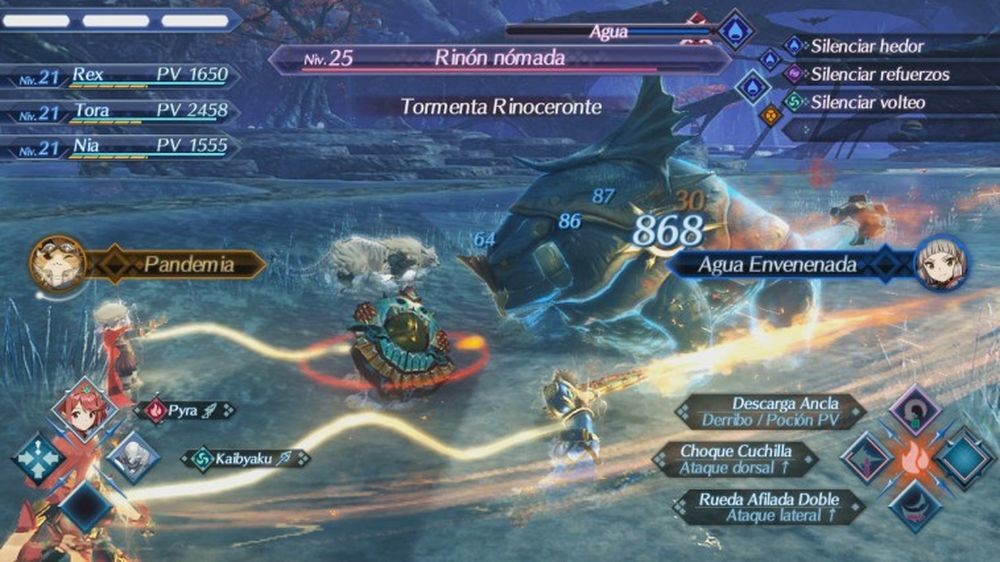 Agua
Niv. 25 Rinón nómada
Tormenta Rinoceronte
Silenciar hedor
Silenciar refuerzos
Silenciar volteo
Niv. 21 Rex PV 1650
Niv. 21 Tora PV 2458
Niv. 21 Nia PV 1555
87
86
64
30
868
Pandemia
Agua Envenenada
Pyra
Kaibyaku
Descarga Ancla
Derribo / Poción PV
Choque Cuchilla
Ataque dorsal ↑
Rueda Afilada Doble
Ataque lateral ↑